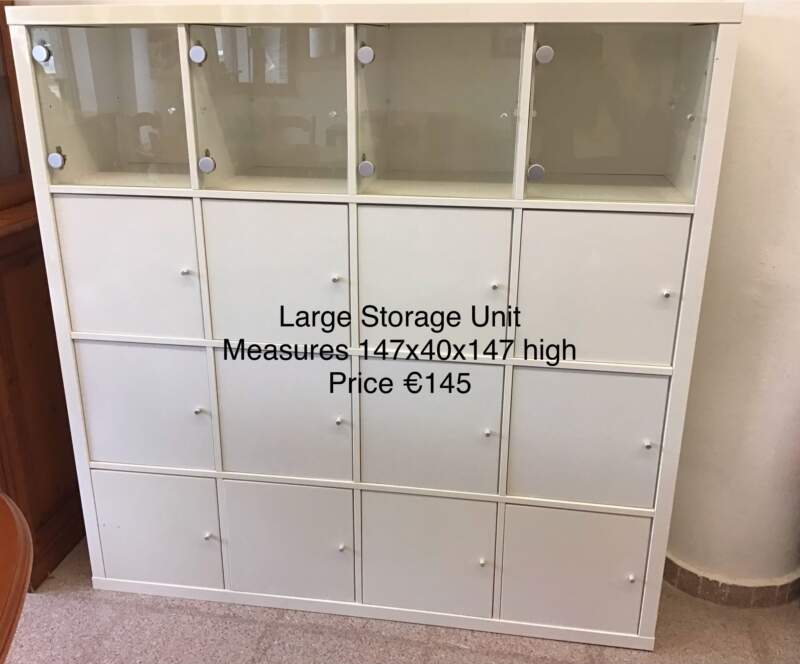 Large Storage Unit
Measures 147x40x147 high
Price €145